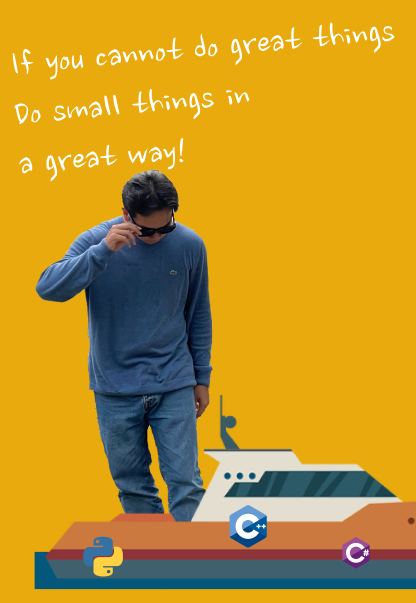 If you cannot do great things
Do small things in
a great way!
C++
C#